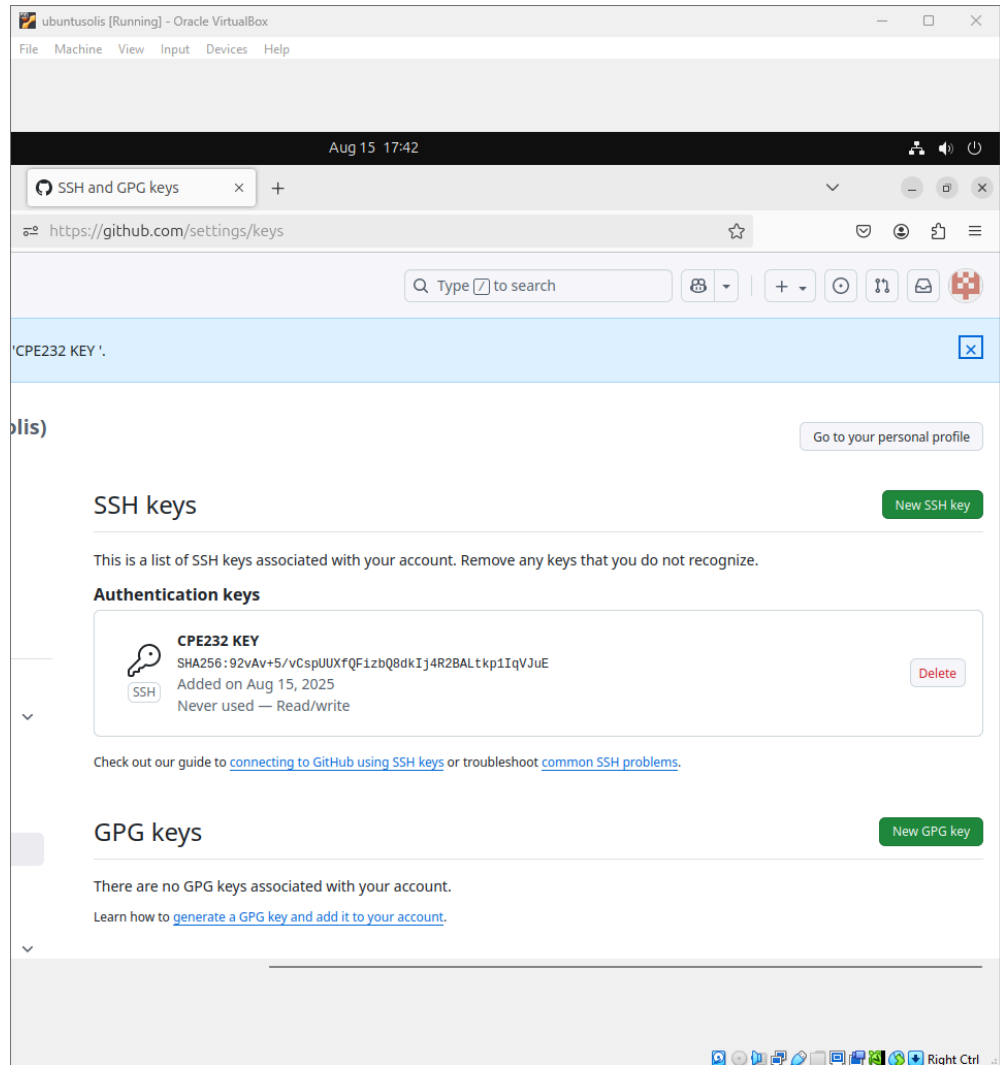 ubuntusolis [Running] - Oracle VirtualBox
File Machine View Input Devices Help
Aug 15 17:42
SSH and GPG keys
https://github.com/settings/keys
Type / to search
'CPE232 KEY '.
olis)
Go to your personal profile
SSH keys
New SSH key
This is a list of SSH keys associated with your account. Remove any keys that you do not recognize.
Authentication keys
CPE232 KEY
SHA256:92vAv+5/vCspUUXfQFizbQ8dkIj4R2BALtkp1IqVJuE
SSH
Added on Aug 15, 2025
Never used — Read/write
Delete
Check out our guide to connecting to GitHub using SSH keys or troubleshoot common SSH problems.
GPG keys
New GPG key
There are no GPG keys associated with your account.
Learn how to generate a GPG key and add it to your account.
Right Ctrl